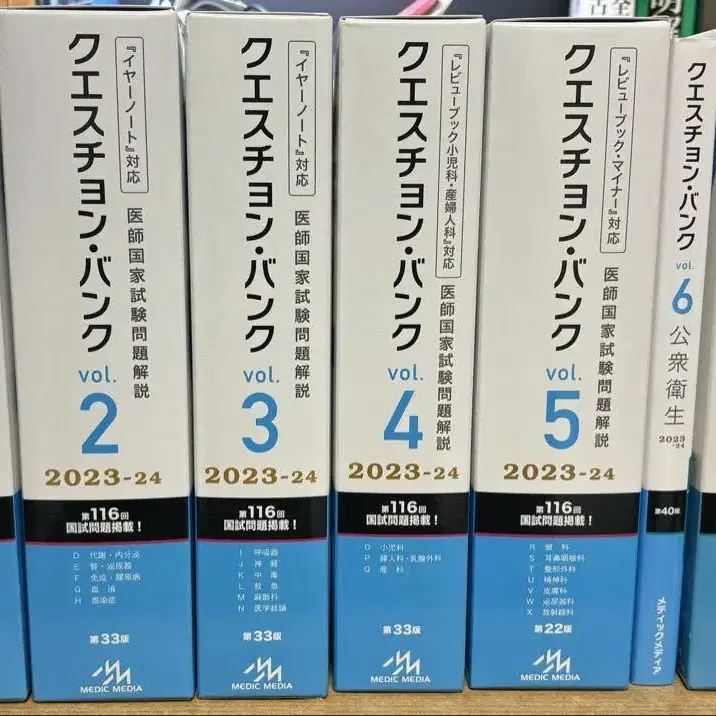 クエスチョン・バンク
『イヤーノート』対応
医師国家試験問題解説
vol.
2
2023-24
第116回
国試問題掲載！
D 代謝・内分泌
E 腎・泌尿器
F 免疫・膠原病
G 血液
H 感染症
第33版
MEDIC MEDIA
クエスチョン・バンク
『イヤーノート』対応
医師国家試験問題解説
vol.
3
2023-24
第116回
国試問題掲載！
I 呼吸器
J 神経
K 中毒
L 救急
M 麻酔科
N 医学総論
第33版
MEDIC MEDIA
クエスチョン・バンク
『レビューブック小児科・産婦人科』対応
医師国家試験問題解説
vol.
4
2023-24
第116回
国試問題掲載！
O 小児科
P 婦人科・乳腺外科
Q 産科
第33版
MEDIC MEDIA
クエスチョン・バンク
『レビューブック・マイナー』対応
医師国家試験問題解説
vol.
5
2023-24
第116回
国試問題掲載！
R 眼科
S 耳鼻咽喉科
T 整形外科
U 精神科
V 皮膚科
W 泌尿器科
X 放射線科
第22版
MEDIC MEDIA
クエスチョン・バンク
vol.
6
公衆衛生
2023
-24
第40版
メディックメディア